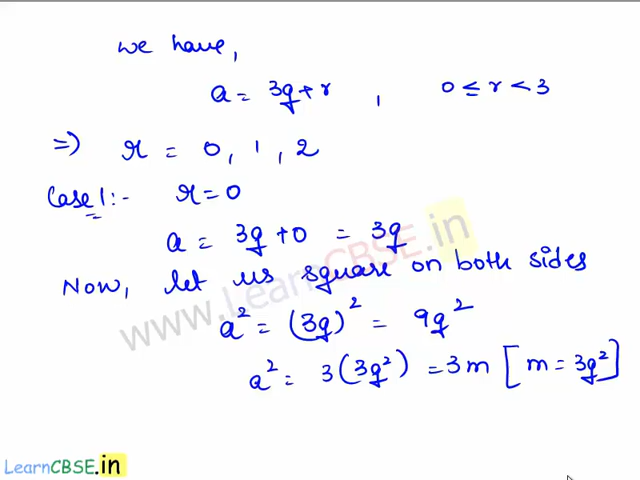 we have,
a = 3q + r , 0 ≤ r < 3
=> r = 0, 1, 2
Case 1:- r = 0
a = 3q + 0 = 3q
Now, let us square on both sides
a² = (3q)² = 9q²
a² = 3(3q²) = 3m [m = 3q²]
www.LearnCBSE.in
LearnCBSE.in